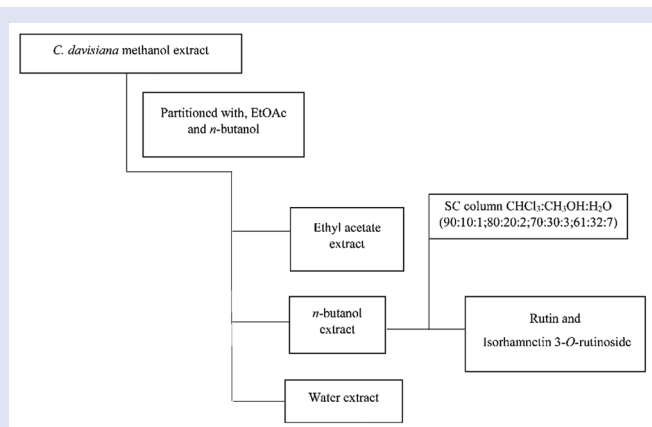 C. davisiana methanol extract
Partitioned with, EtOAc
and n-butanol
SC column CHCl₃:CH₃OH:H₂O
(90:10:1;80:20:2;70:30:3;61:32:7)
Ethyl acetate
extract
n-butanol
extract
Rutin and
Isorhamnetin 3-O-rutinoside
Water extract